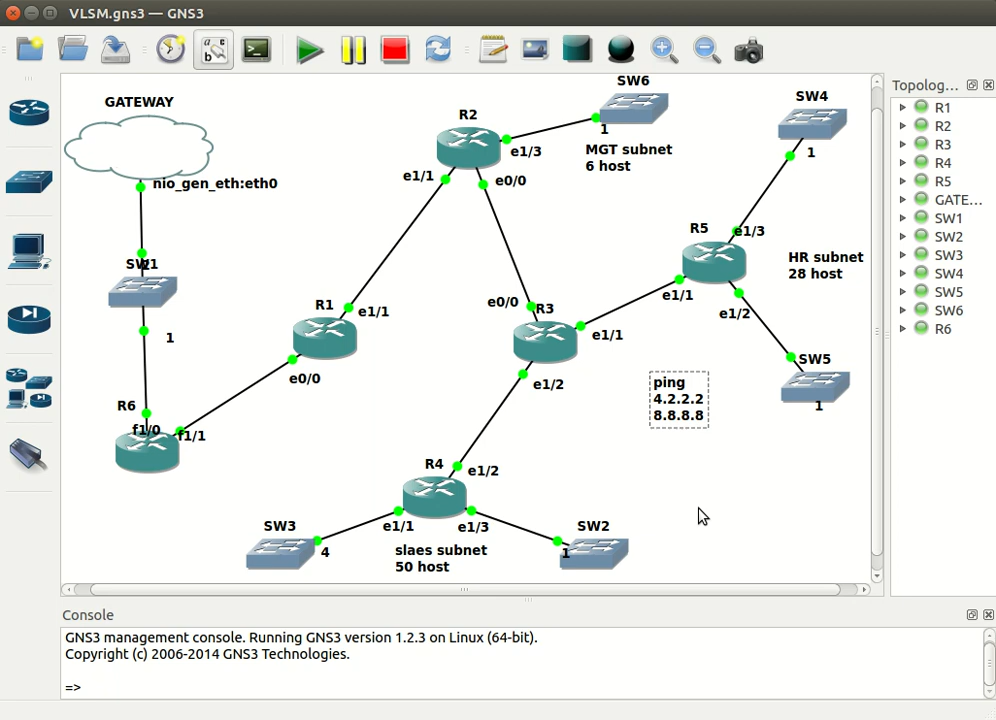 VLSM.gns3 — GNS3
GATEWAY
nio_gen_eth:eth0
SW1
1
R6
f1/0
f1/1
R1
e1/1
e0/0
R2
e1/3
e1/1
e0/0
SW6
1
MGT subnet
6 host
SW4
1
R5
e1/3
HR subnet
28 host
e1/1
e1/2
SW5
1
e0/0
R3
e1/1
e1/2
ping
4.2.2.2
8.8.8.8
R4
e1/2
e1/1
e1/3
SW3
4
slaes subnet
50 host
SW2
1
Topolog...
R1
R2
R3
R4
R5
GATE...
SW1
SW2
SW3
SW4
SW5
SW6
R6
Console
GNS3 management console. Running GNS3 version 1.2.3 on Linux (64-bit).
Copyright (c) 2006-2014 GNS3 Technologies.
=>